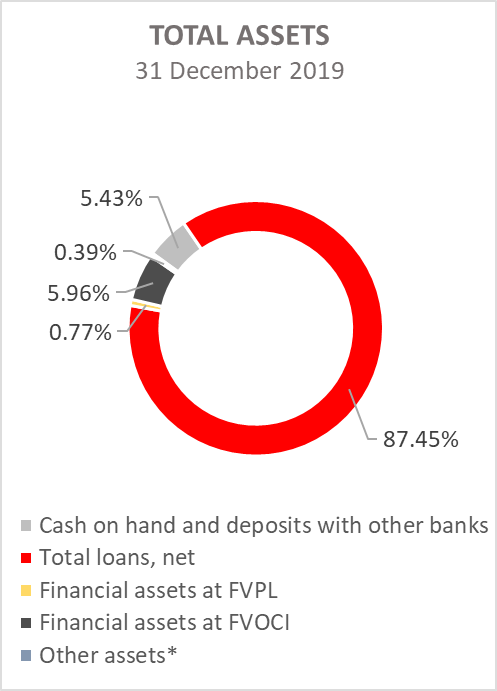 TOTAL ASSETS
31 December 2019
5.43%
0.39%
5.96%
0.77%
87.45%
Cash on hand and deposits with other banks
Total loans, net
Financial assets at FVPL
Financial assets at FVOCI
Other assets*